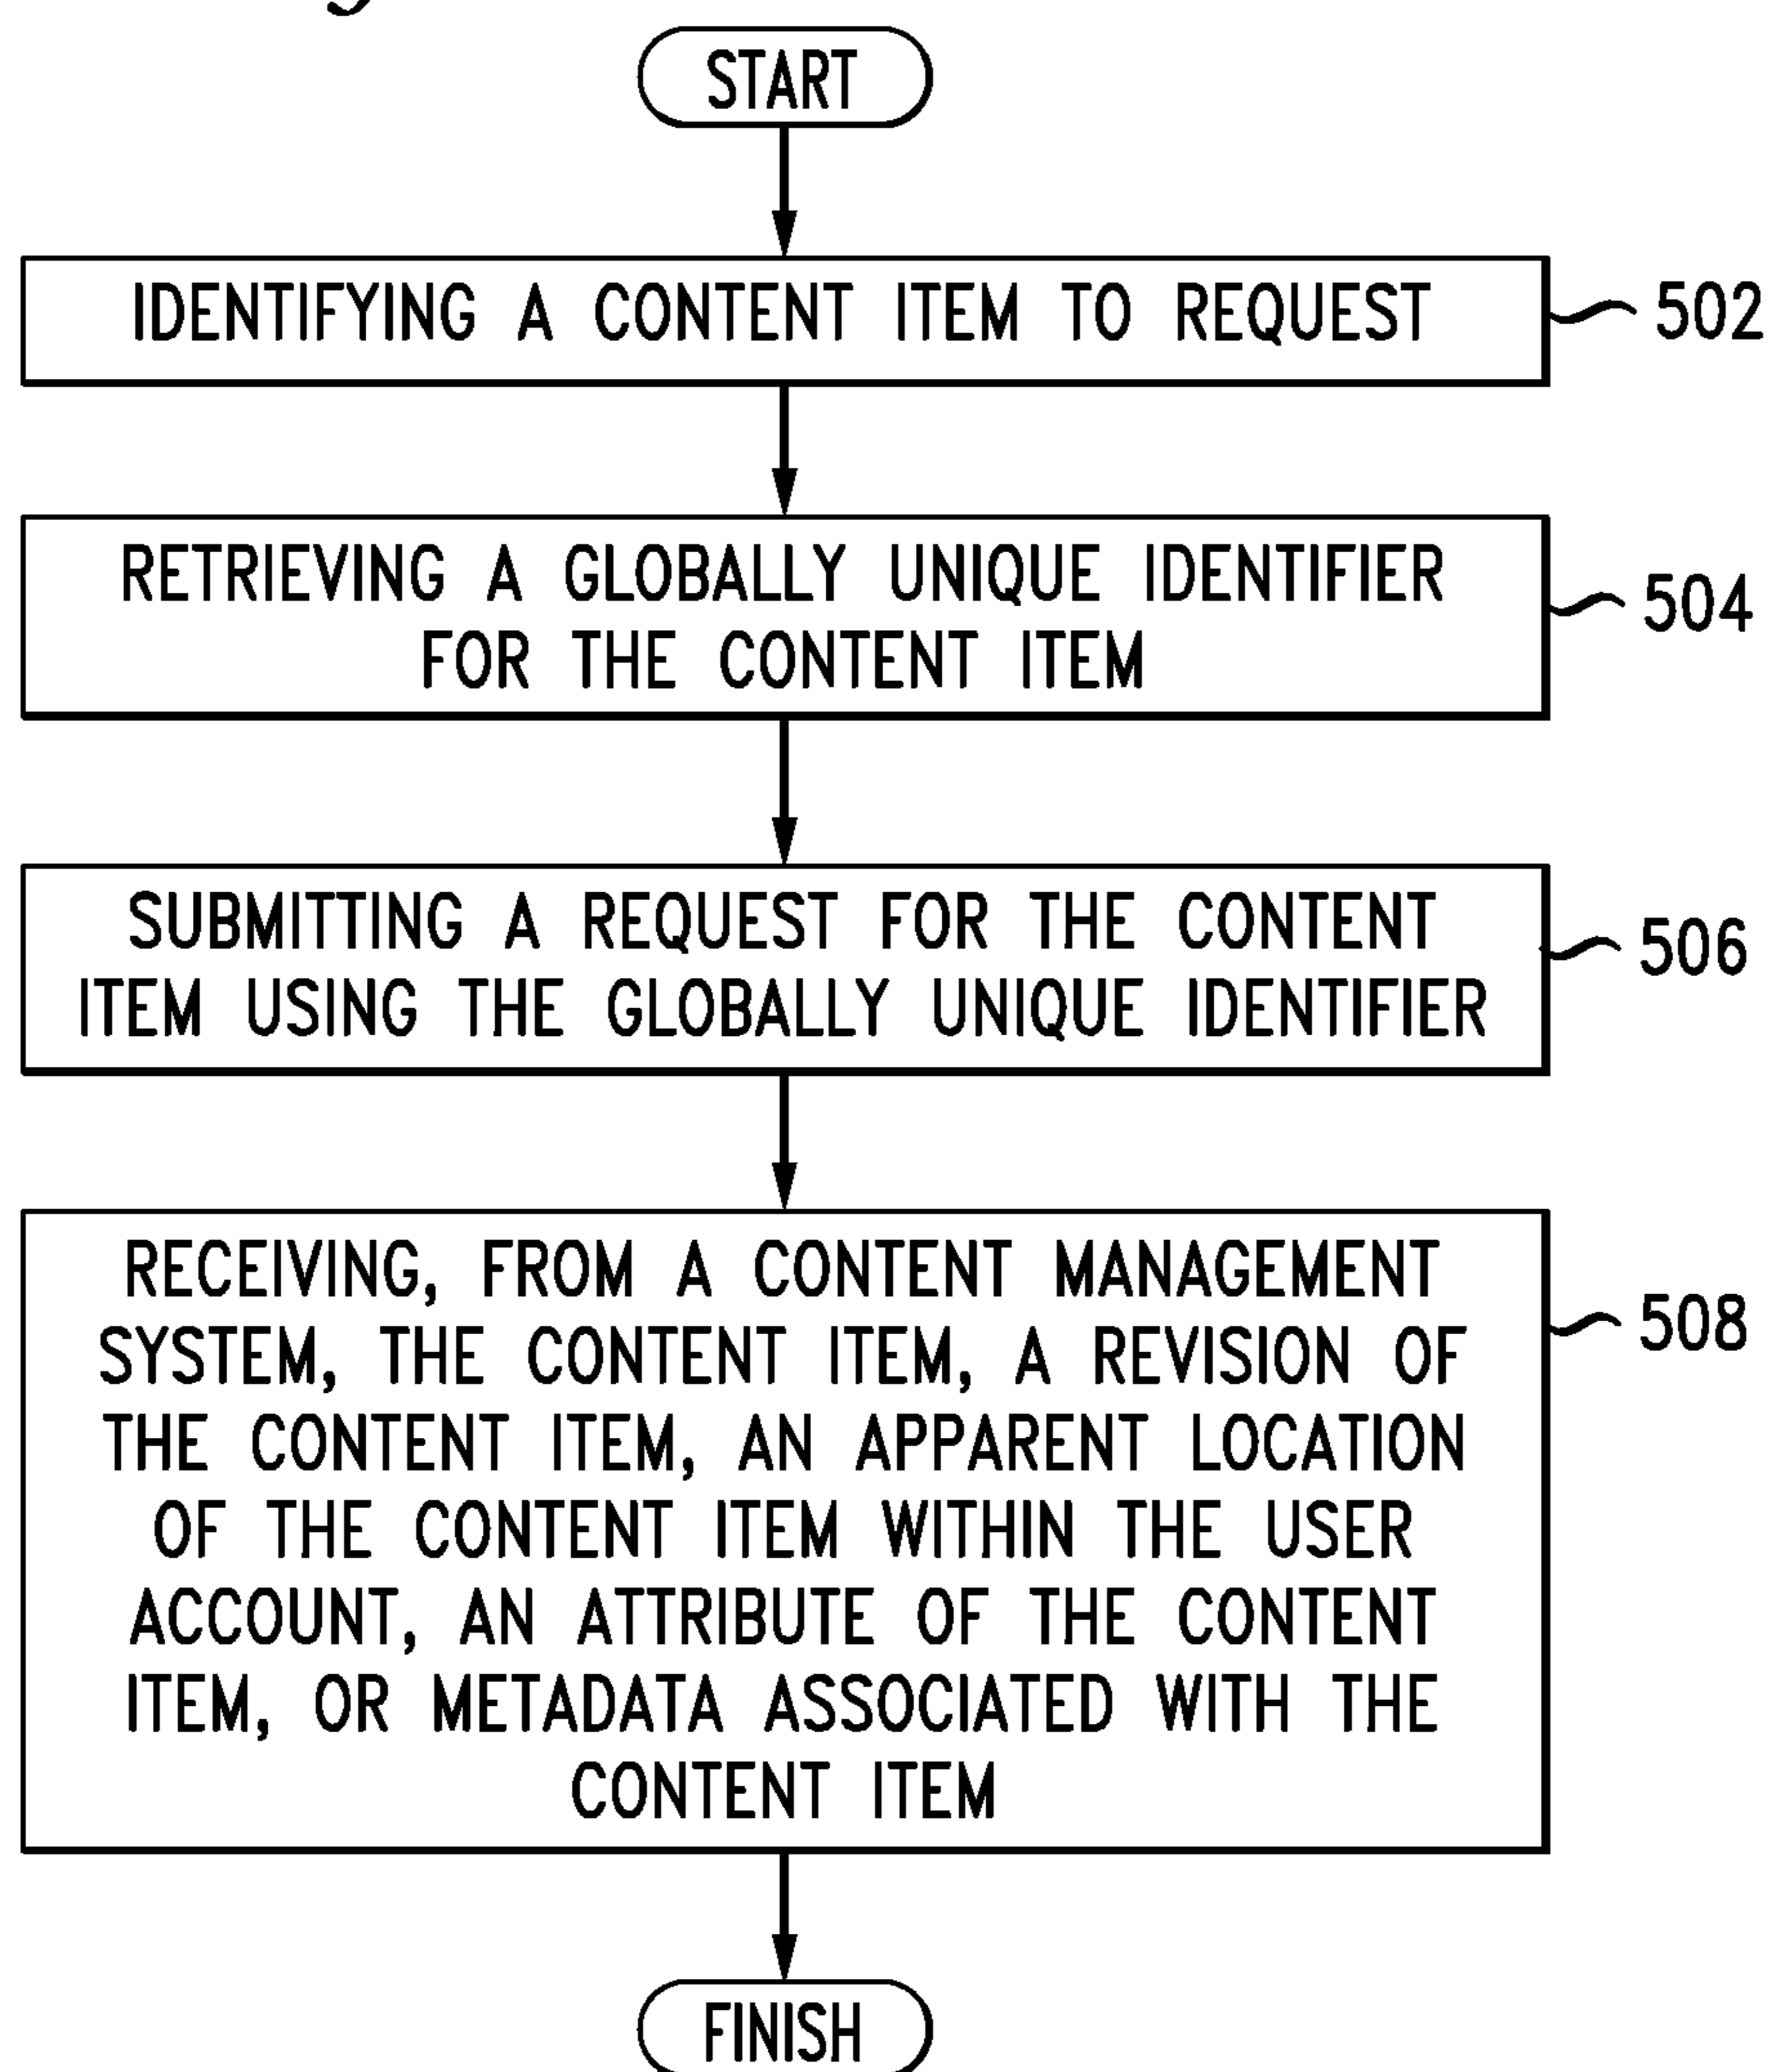 START
IDENTIFYING A CONTENT ITEM TO REQUEST
502
RETRIEVING A GLOBALLY UNIQUE IDENTIFIER
FOR THE CONTENT ITEM
504
SUBMITTING A REQUEST FOR THE CONTENT
ITEM USING THE GLOBALLY UNIQUE IDENTIFIER
506
RECEIVING, FROM A CONTENT MANAGEMENT
SYSTEM, THE CONTENT ITEM, A REVISION OF
THE CONTENT ITEM, AN APPARENT LOCATION
OF THE CONTENT ITEM WITHIN THE USER
ACCOUNT, AN ATTRIBUTE OF THE CONTENT
ITEM, OR METADATA ASSOCIATED WITH THE
CONTENT ITEM
508
FINISH